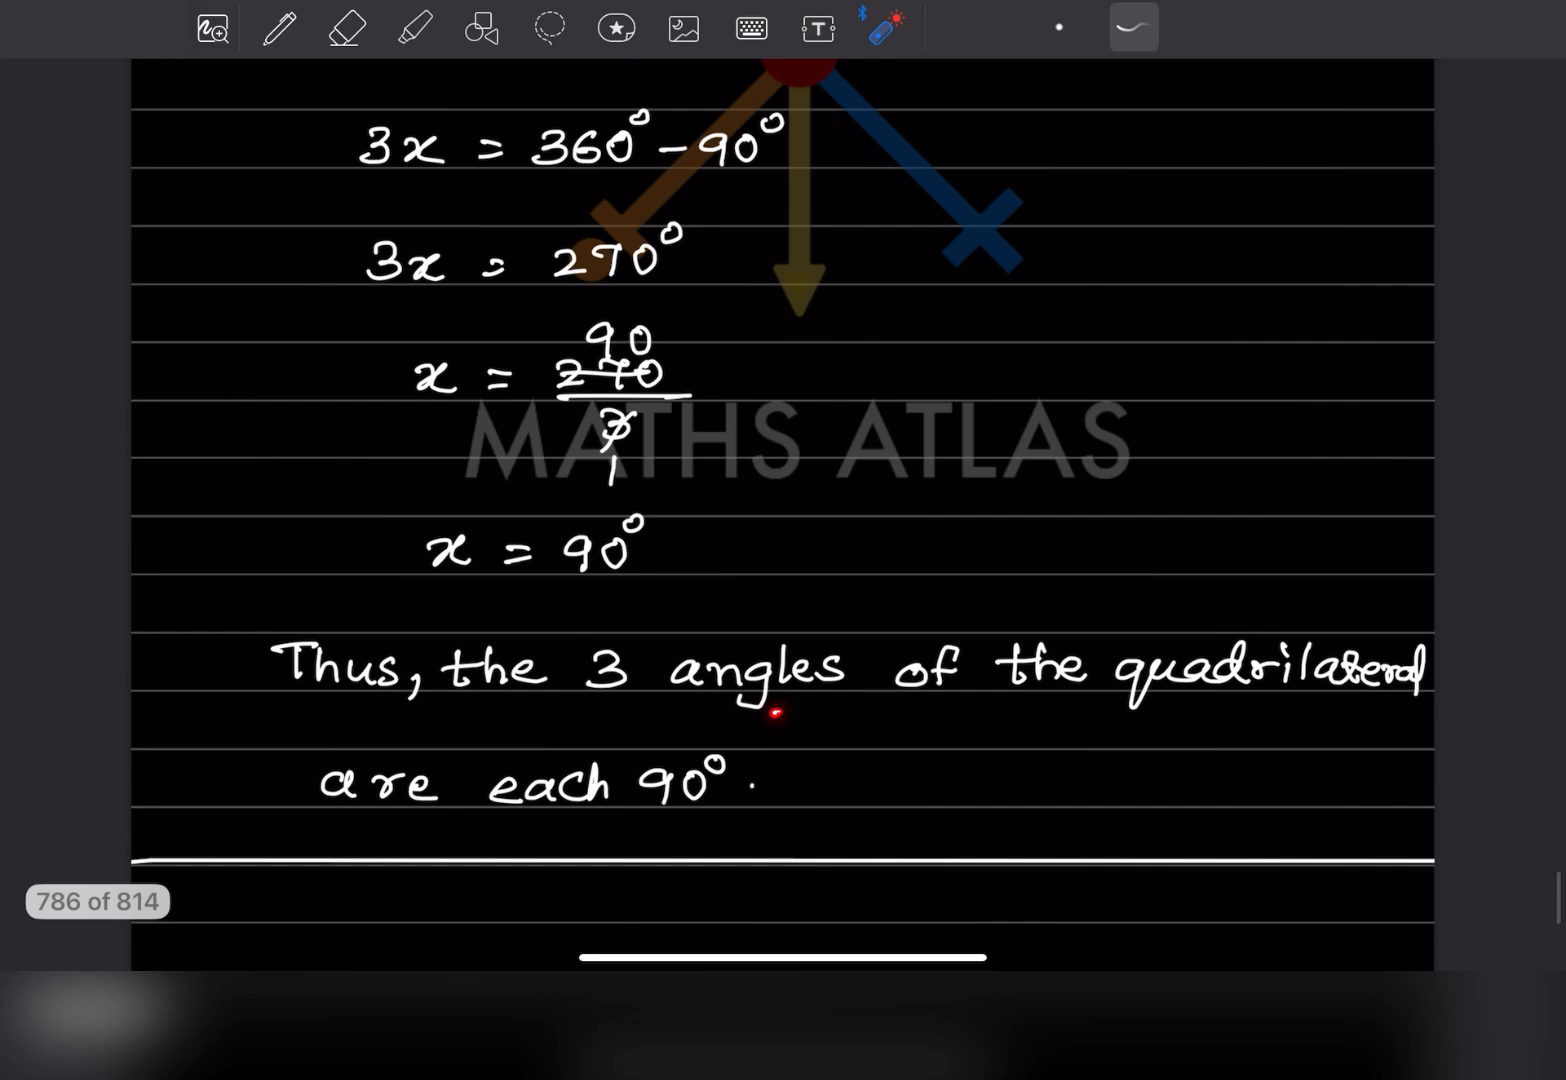 3x = 360° - 90°
3x = 270°
90
x = 270
3
1
MATHS ATLAS
x = 90°
Thus, the 3 angles of the quadrilateral
are each 90°.
786 of 814